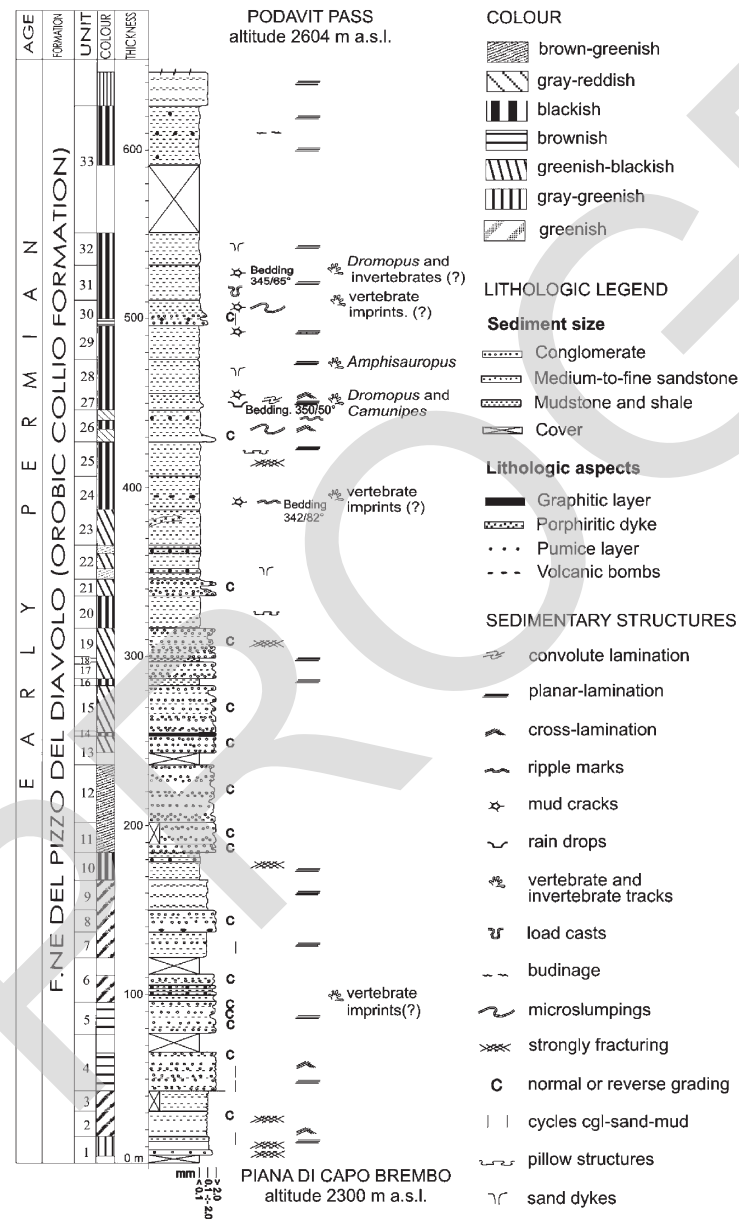 PODAVIT PASS
altitude 2604 m a.s.l.
AGE
FORMATION
UNIT
COLOUR
THICKNESS
EARLY PERMIAN
F.NE DEL PIZZO DEL DIAVOLO (OROBIC COLLIO FORMATION)
600
33
32
31
Bedding
345/65°
Dromopus and
invertebrates (?)
30
500
C
vertebrate
imprints. (?)
29
28
Amphisauropus
27
Bedding. 350/50°
Dromopus and
Camunipes
26
C
25
400
24
Bedding
342/82°
vertebrate
imprints (?)
23
22
21
C
20
19
C
300
18
17
16
15
C
14
C
13
12
C
200
11
C
C
10
9
8
C
7
6
C
100
vertebrate
imprints(?)
5
C
C
C
C
4
C
3
2
C
1
0 m
mm
<0.1
0.1÷2.0
>2.0
PIANA DI CAPO BREMBO
altitude 2300 m a.s.l.
COLOUR
brown-greenish
gray-reddish
blackish
brownish
greenish-blackish
gray-greenish
greenish
LITHOLOGIC LEGEND
Sediment size
Conglomerate
Medium-to-fine sandstone
Mudstone and shale
Cover
Lithologic aspects
Graphitic layer
Porphiritic dyke
Pumice layer
Volcanic bombs
SEDIMENTARY STRUCTURES
convolute lamination
planar-lamination
cross-lamination
ripple marks
mud cracks
rain drops
vertebrate and
invertebrate tracks
load casts
budinage
microslumpings
strongly fracturing
C normal or reverse grading
cycles cgl-sand-mud
pillow structures
sand dykes